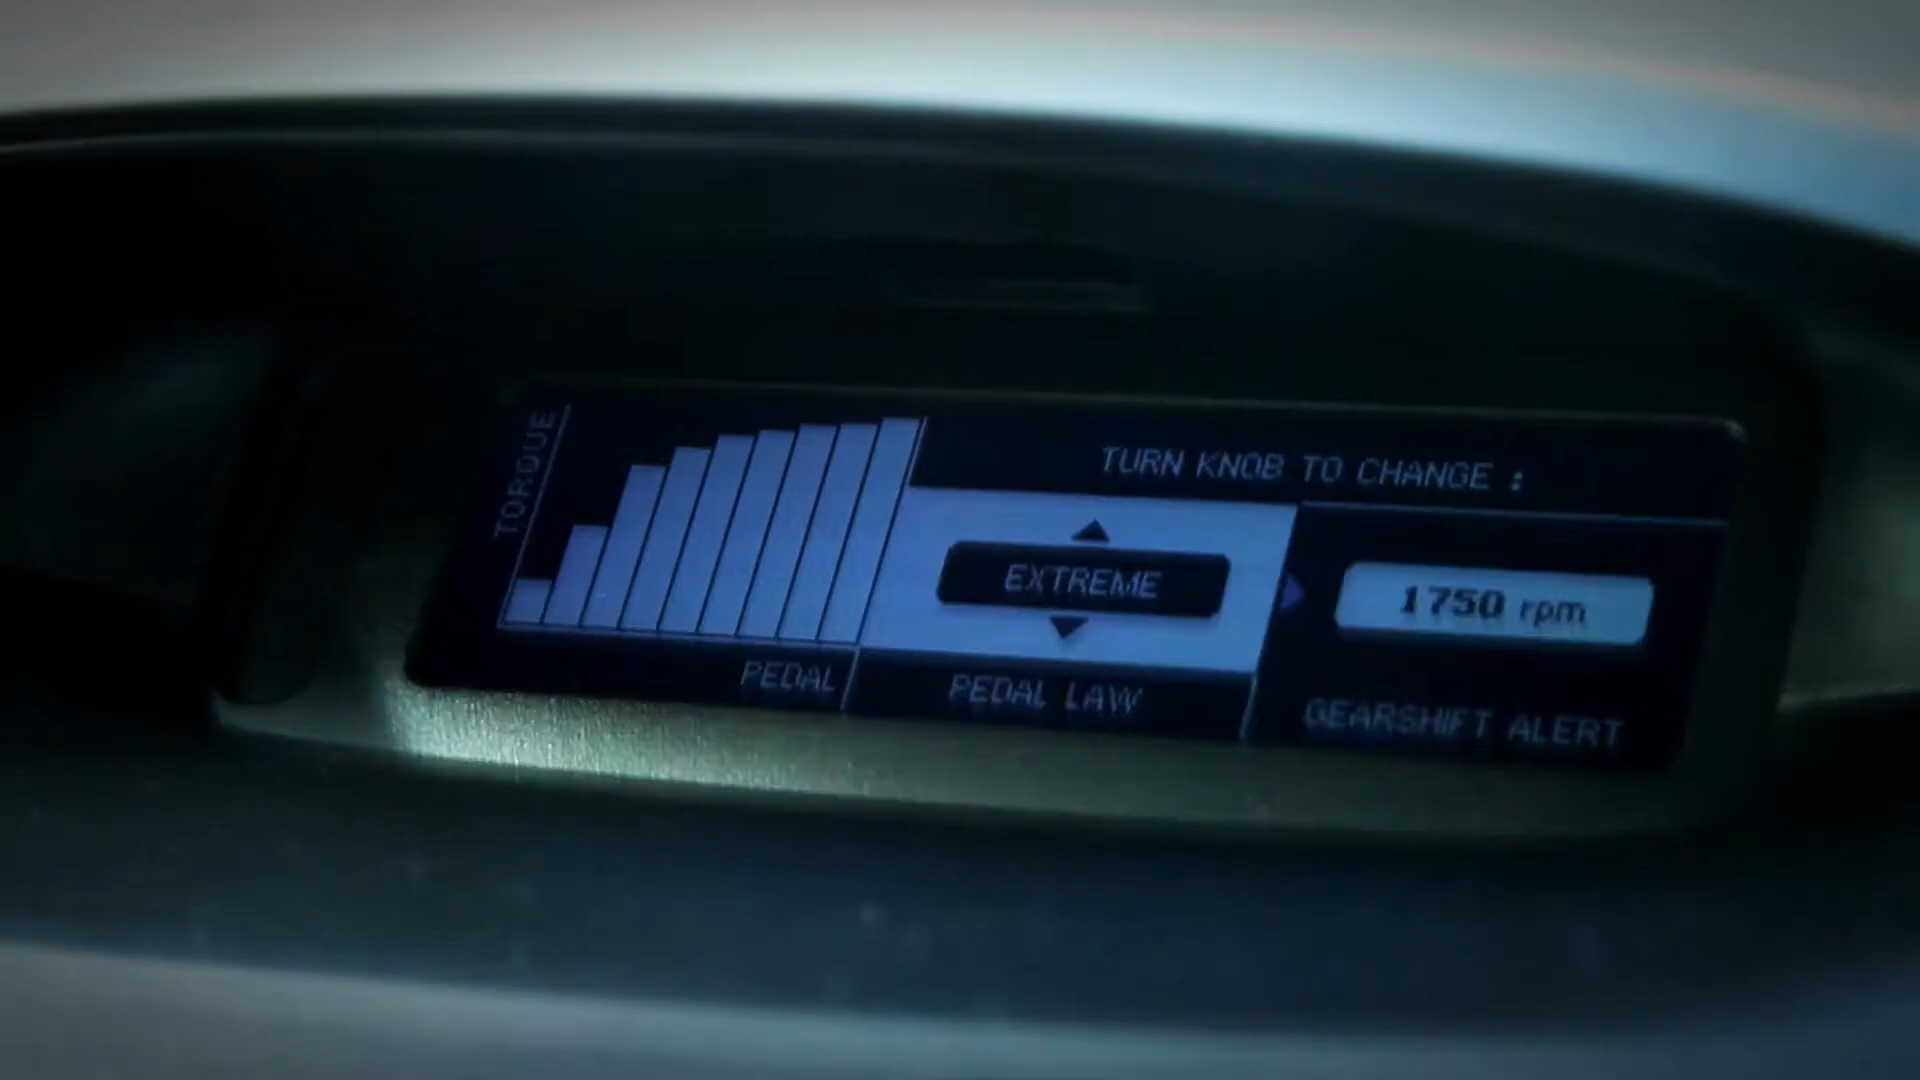 TORQUE
TURN KNOB TO CHANGE :
EXTREME
1750 rpm
PEDAL
PEDAL LAW
GEARSHIFT ALERT